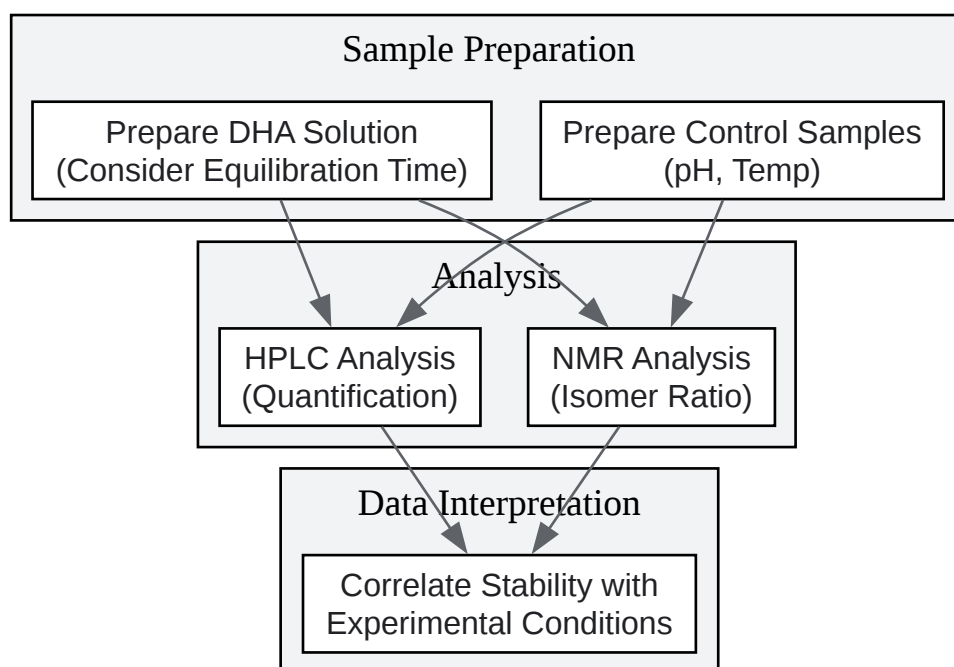 Sample Preparation
Prepare DHA Solution
(Consider Equilibration Time)
Prepare Control Samples
(pH, Temp)
Analysis
HPLC Analysis
(Quantification)
NMR Analysis
(Isomer Ratio)
Data Interpretation
Correlate Stability with
Experimental Conditions